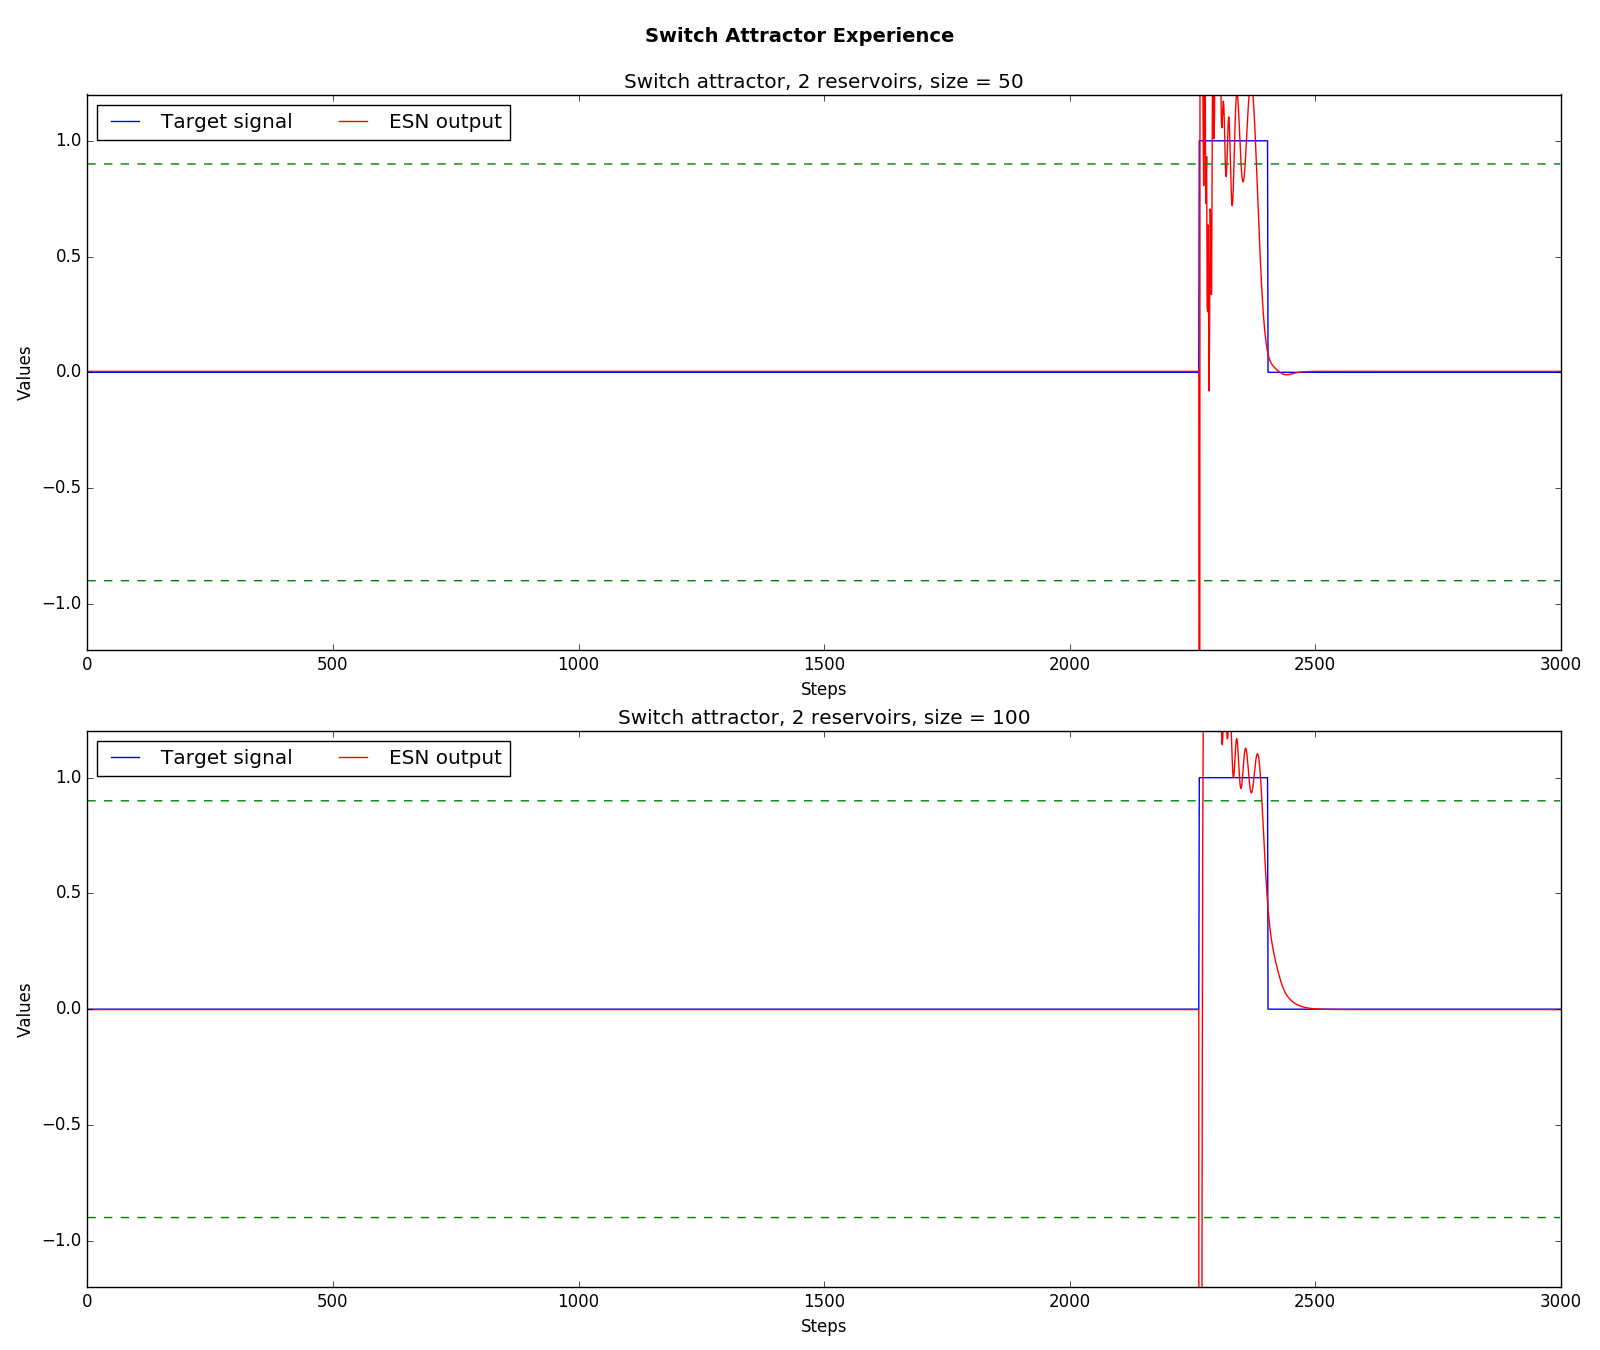 Switch Attractor Experience
Switch attractor, 2 reservoirs, size = 50
Target signal ESN output
1.0
0.5
0.0
−0.5
−1.0
Values
0 500 1000 1500 2000 2500 3000
Steps
Switch attractor, 2 reservoirs, size = 100
Target signal ESN output
1.0
0.5
0.0
−0.5
−1.0
Values
0 500 1000 1500 2000 2500 3000
Steps